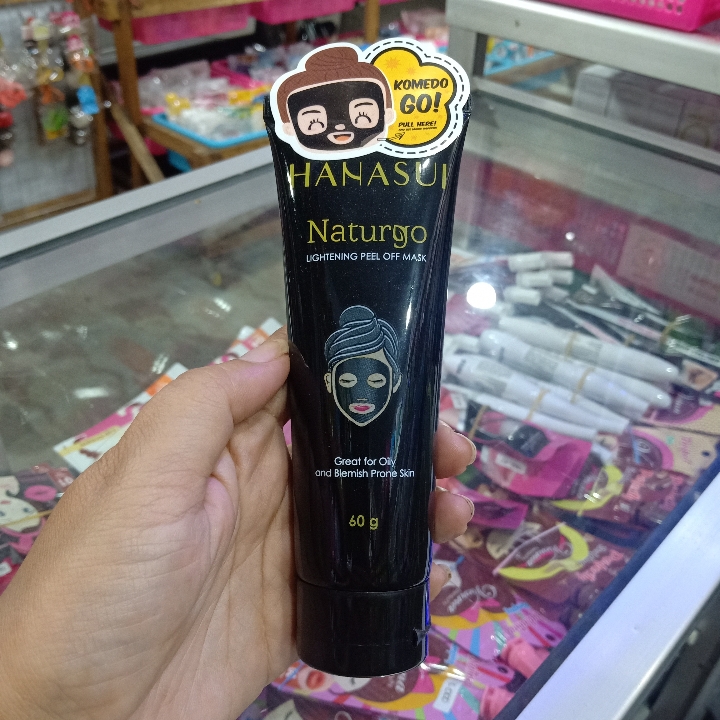 KOMEDO
GO!
PULL HERE!
HANASUI
Naturgo
LIGHTENING PEEL OFF MASK
Great for Oily
and Blemish Prone Skin
60 g